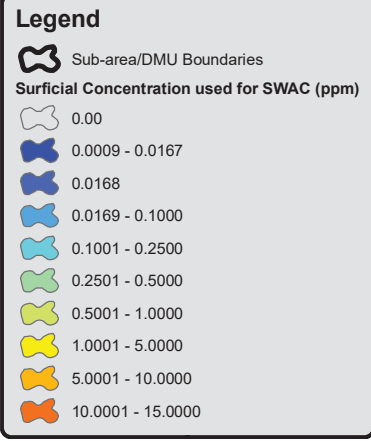 Legend
Sub-area/DMU Boundaries
Surficial Concentration used for SWAC (ppm)
0.00
0.0009 - 0.0167
0.0168
0.0169 - 0.1000
0.1001 - 0.2500
0.2501 - 0.5000
0.5001 - 1.0000
1.0001 - 5.0000
5.0001 - 10.0000
10.0001 - 15.0000